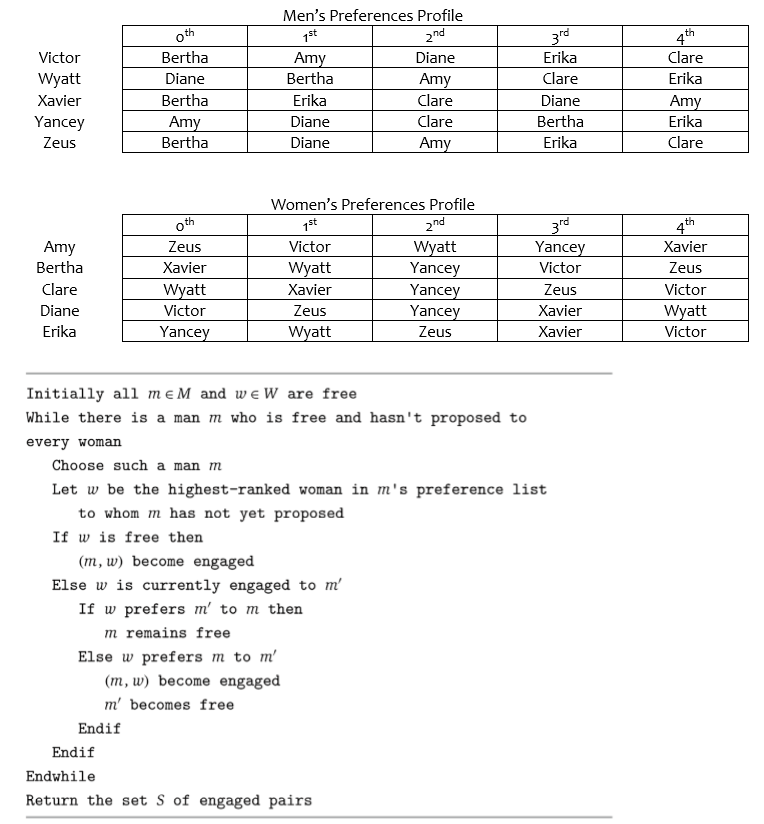 Men's Preferences Profile
0th 1st 2nd 3rd 4th
Victor Bertha Amy Diane Erika Clare
Wyatt Diane Bertha Amy Clare Erika
Xavier Bertha Erika Clare Diane Amy
Yancey Amy Diane Clare Bertha Erika
Zeus Bertha Diane Amy Erika Clare
Women's Preferences Profile
0th 1st 2nd 3rd 4th
Amy Zeus Victor Wyatt Yancey Xavier
Bertha Xavier Wyatt Yancey Victor Zeus
Clare Wyatt Xavier Yancey Zeus Victor
Diane Victor Zeus Yancey Xavier Wyatt
Erika Yancey Wyatt Zeus Xavier Victor
Initially all m ∈ M and w ∈ W are free
While there is a man m who is free and hasn't proposed to
every woman
Choose such a man m
Let w be the highest-ranked woman in m's preference list
to whom m has not yet proposed
If w is free then
(m, w) become engaged
Else w is currently engaged to m′
If w prefers m′ to m then
m remains free
Else w prefers m to m′
(m, w) become engaged
m′ becomes free
Endif
Endif
Endwhile
Return the set S of engaged pairs